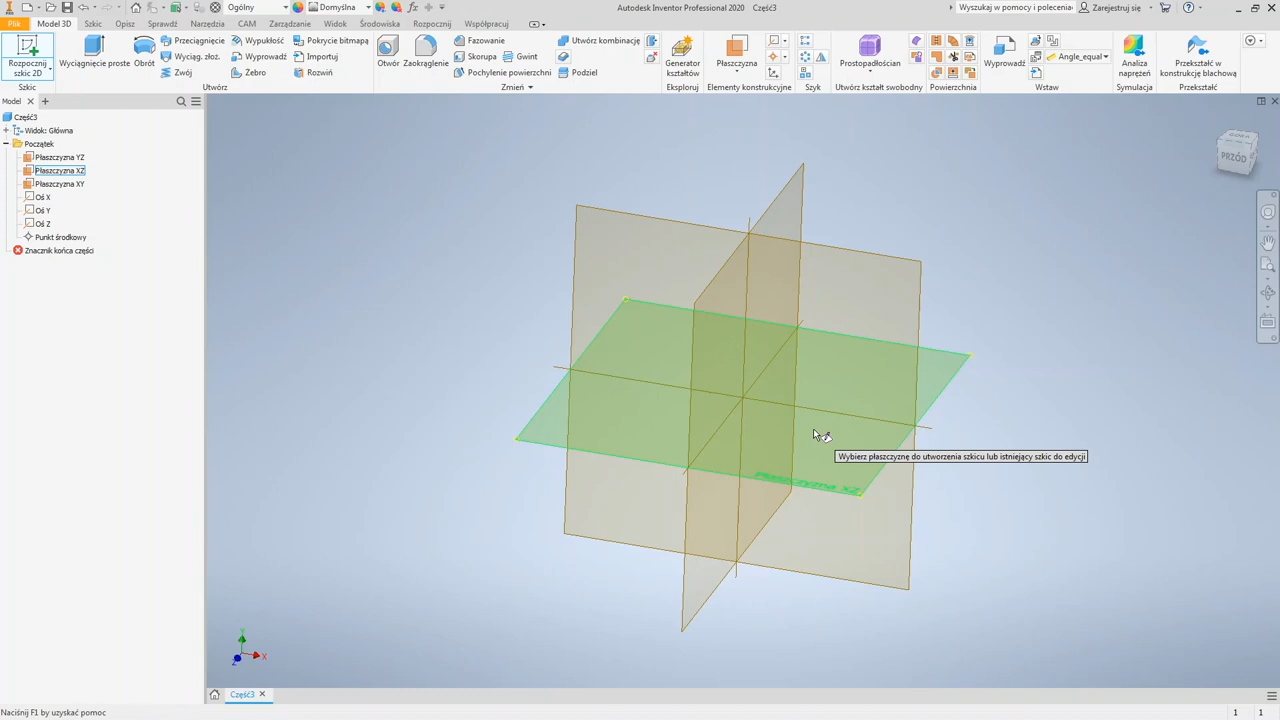 Ogólny
Domyślna
Autodesk Inventor Professional 2020 Część3
Wyszukaj w pomocy i polecenia
Zarejestruj się
Plik Model 3D Szkic Opisz Sprawdź Narzędzia CAM Zarządzanie Widok Środowiska Rozpocznij Współpracuj
Rozpocznij
szkic 2D
Szkic
Wyciągnięcie proste
Obrót
Przeciągnięcie
Wyciąg. złoż.
Zwój
Wypukłość
Wgłębienie
Żebro
Pokrycie bitmapą
Importuj
Rozwiń
Utwórz
Otwór
Zaokrąglenie
Fazowanie
Skorupa
Gwint
Pochylenie powierzchni
Utwórz kombinację
Podziel
Zmień
Generator
kształtów
Eksploruj
Płaszczyzna
Elementy konstrukcyjne
Szyk
Prostopadłościan
Utwórz kształt swobodny
Powierzchnia
Wyprowadź
Angle_equal
Wstaw
Analiza
naprężeń
Symulacja
Przekształć w
konstrukcję blachową
Przekształć
Model
Część3
Widok: Główna
Początek
Płaszczyzna YZ
Płaszczyzna XZ
Płaszczyzna XY
Oś X
Oś Y
Oś Z
Punkt środkowy
Znacznik końca części
PRZÓD
Wybierz płaszczyznę do utworzenia szkicu lub istniejący szkic do edycji
Płaszczyzna XZ
Y
X
Z
Część3
Naciśnij F1 by uzyskać pomoc
1 1